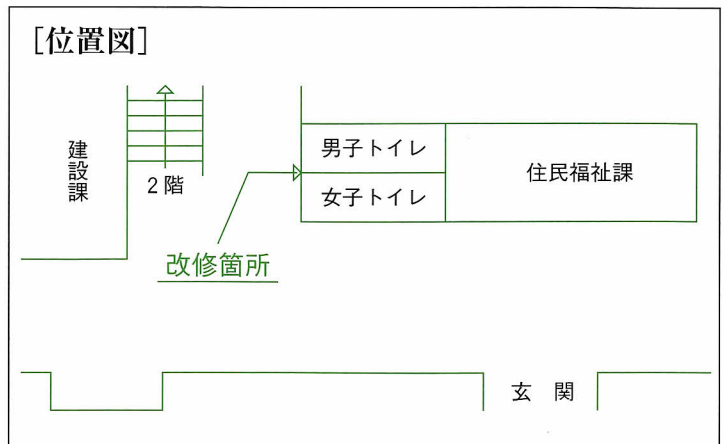 [位置図]
建設課
2階
男子トイレ
女子トイレ
住民福祉課
改修箇所
玄 関